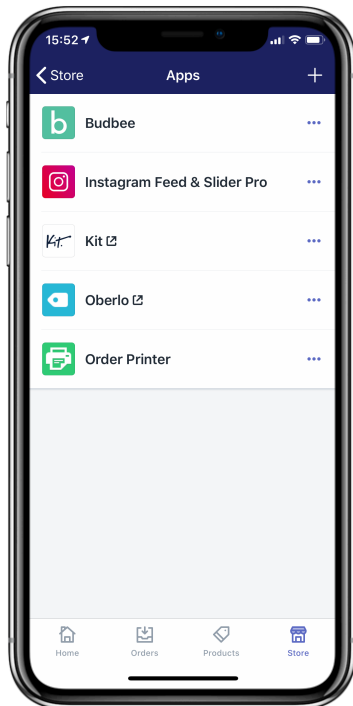 15:52
Store
Apps
b
Budbee
Instagram Feed & Slider Pro
Kit.
Kit
Oberlo
Order Printer
Home
Orders
Products
Store